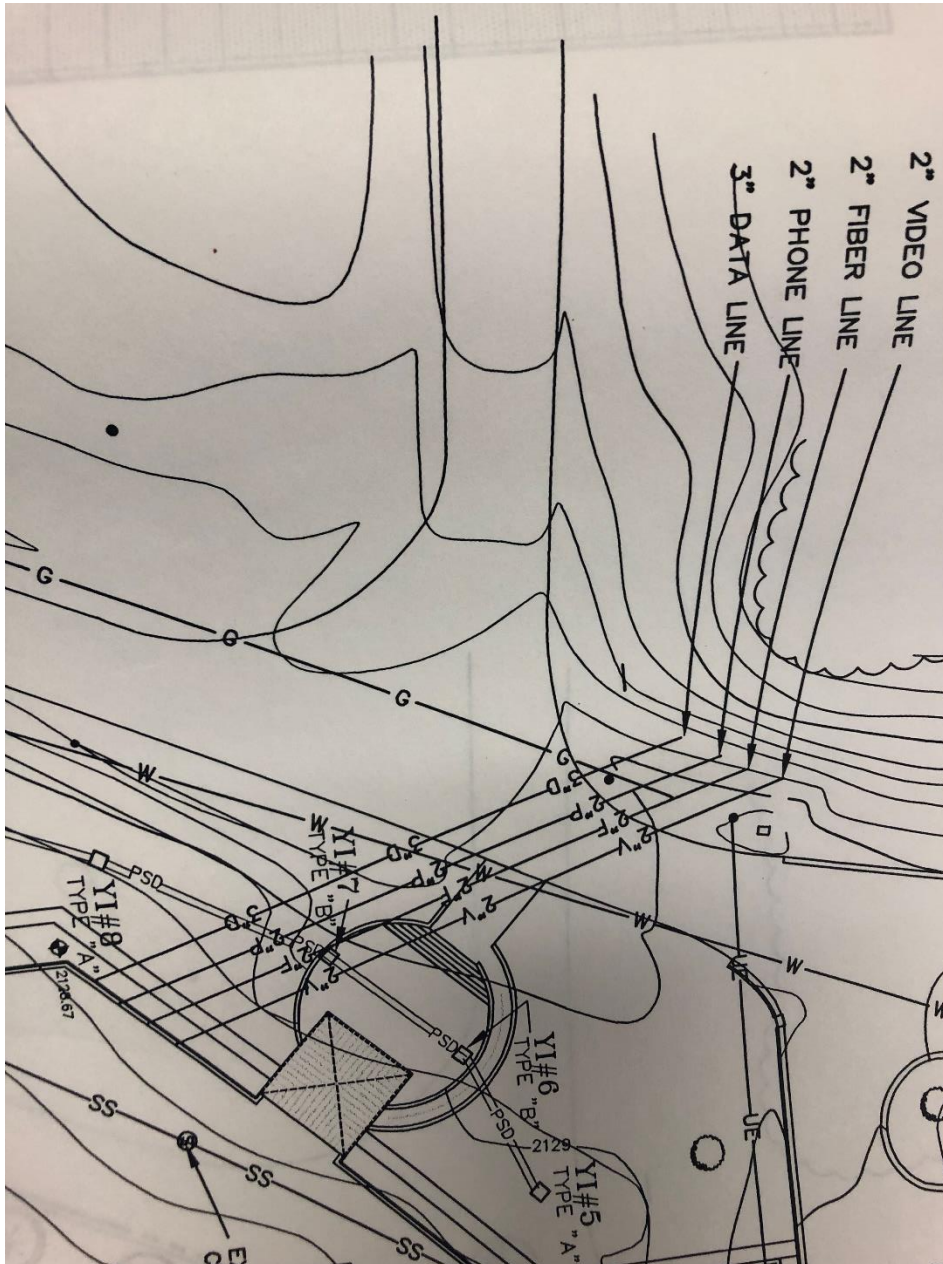 2" VIDEO LINE
2" FIBER LINE
2" PHONE LINE
3" DATA LINE
G
G
G
G
G
J
3"D
2"P
2"F
2"V
W
W
W
W
W
W
3"D
2"P
2"F
2"V
3"D
2"P
2"F
2"V
YI#7
TYPE "B"
PSD
PSD
PSD
PSD
YI#8
TYPE "A"
2128.67
YI#6
TYPE "B"
2129
YI#5
TYPE "A"
UE
UE
SS
SS
SS
S